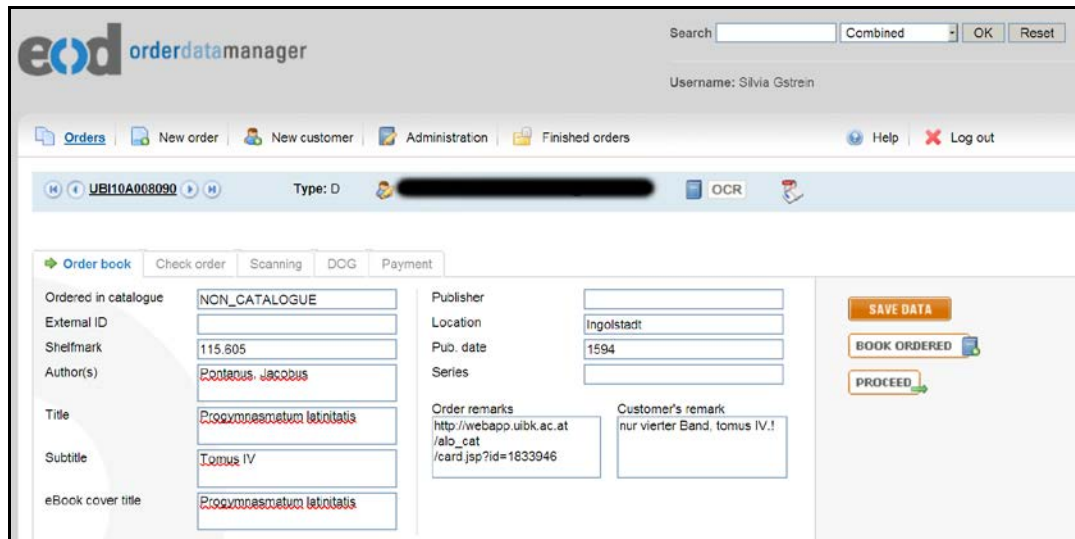 eod orderdatamanager
Search Combined OK Reset
Username: Silvia Gstrein
Orders New order New customer Administration Finished orders Help Log out
UBI10A008090 Type: D OCR
Order book Check order Scanning DOG Payment
Ordered in catalogue NON_CATALOGUE
External ID
Shelfmark 115.605
Author(s) Pontanus, Jacobus
Title Progymnasmatum latinitatis
Subtitle Tomus IV
eBook cover title Progymnasmatum latinitatis
Publisher
Location Ingolstadt
Pub. date 1594
Series
Order remarks
http://webapp.uibk.ac.at
/alo_cat
/card.jsp?id=1833946
Customer's remark
nur vierter Band, tomus IV.!
SAVE DATA
BOOK ORDERED
PROCEED